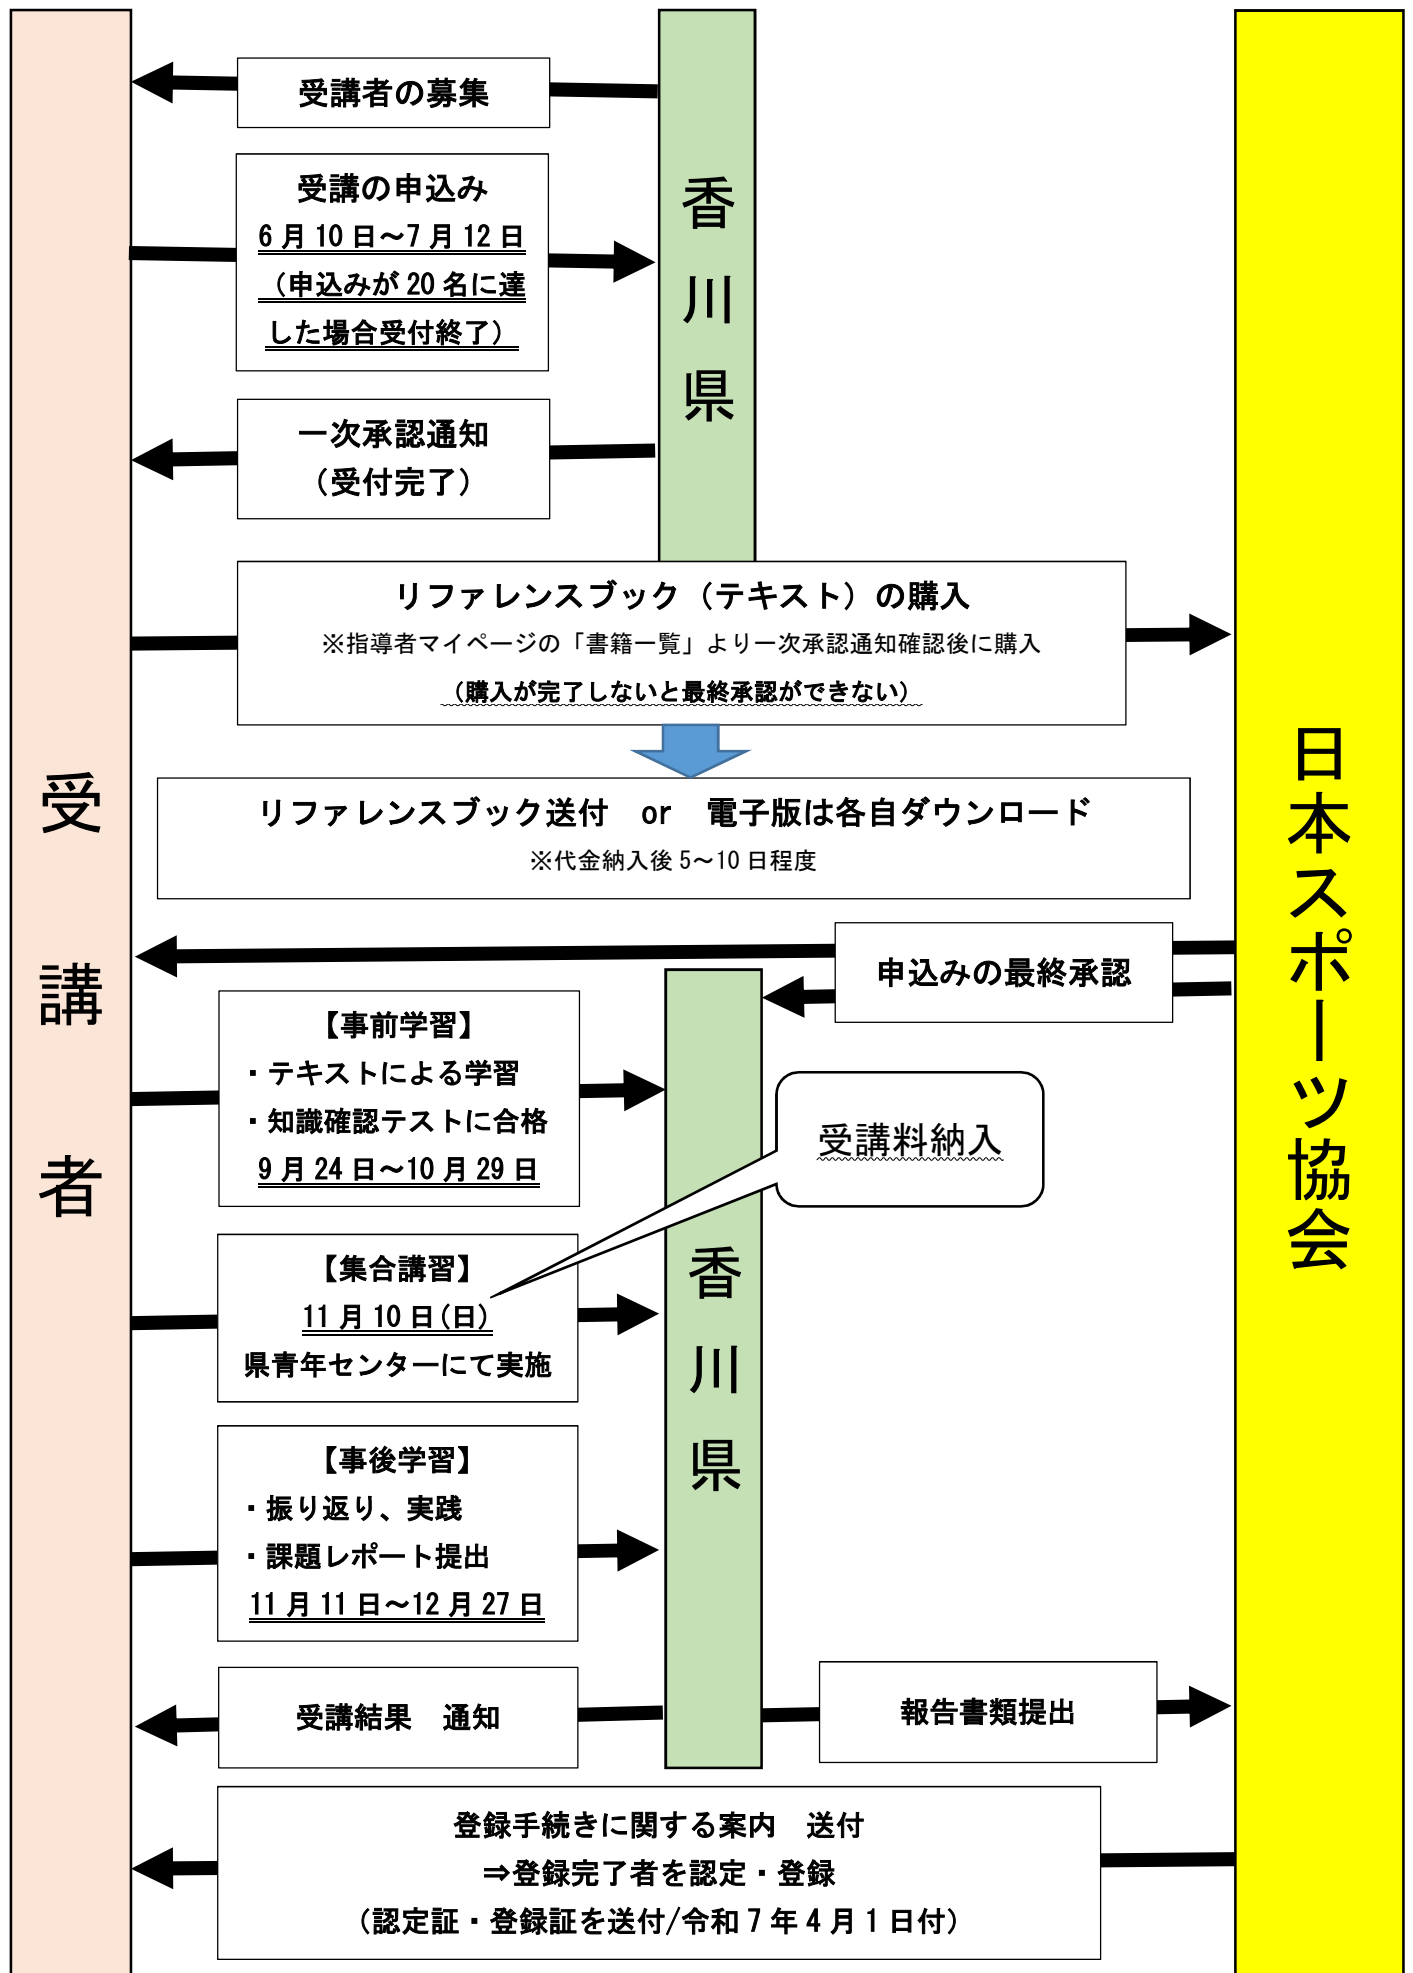 受講者の募集
受講の申込み
6月10日～7月12日
（申込みが20名に達
した場合受付終了）
一次承認通知
（受付完了）
香川県
リファレンスブック（テキスト）の購入
※指導者マイページの「書籍一覧」より一次承認通知確認後に購入
（購入が完了しないと最終承認ができない）
リファレンスブック送付　or　電子版は各自ダウンロード
※代金納入後5～10日程度
受講者
日本スポーツ協会
申込みの最終承認
【事前学習】
・テキストによる学習
・知識確認テストに合格
9月24日～10月29日
受講料納入
【集合講習】
11月10日(日)
県青年センターにて実施
香川県
【事後学習】
・振り返り、実践
・課題レポート提出
11月11日～12月27日
受講結果　通知
報告書類提出
登録手続きに関する案内　送付
⇒登録完了者を認定・登録
（認定証・登録証を送付/令和7年4月1日付）